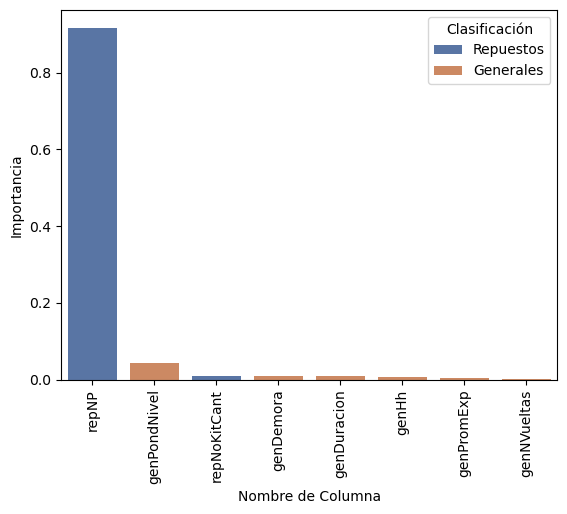 Clasificación
Repuestos
Generales
Importancia
0.8
0.6
0.4
0.2
0.0
repNP
genPondNivel
repNoKitCant
genDemora
genDuracion
genHh
genPromExp
genNVueltas
Nombre de Columna